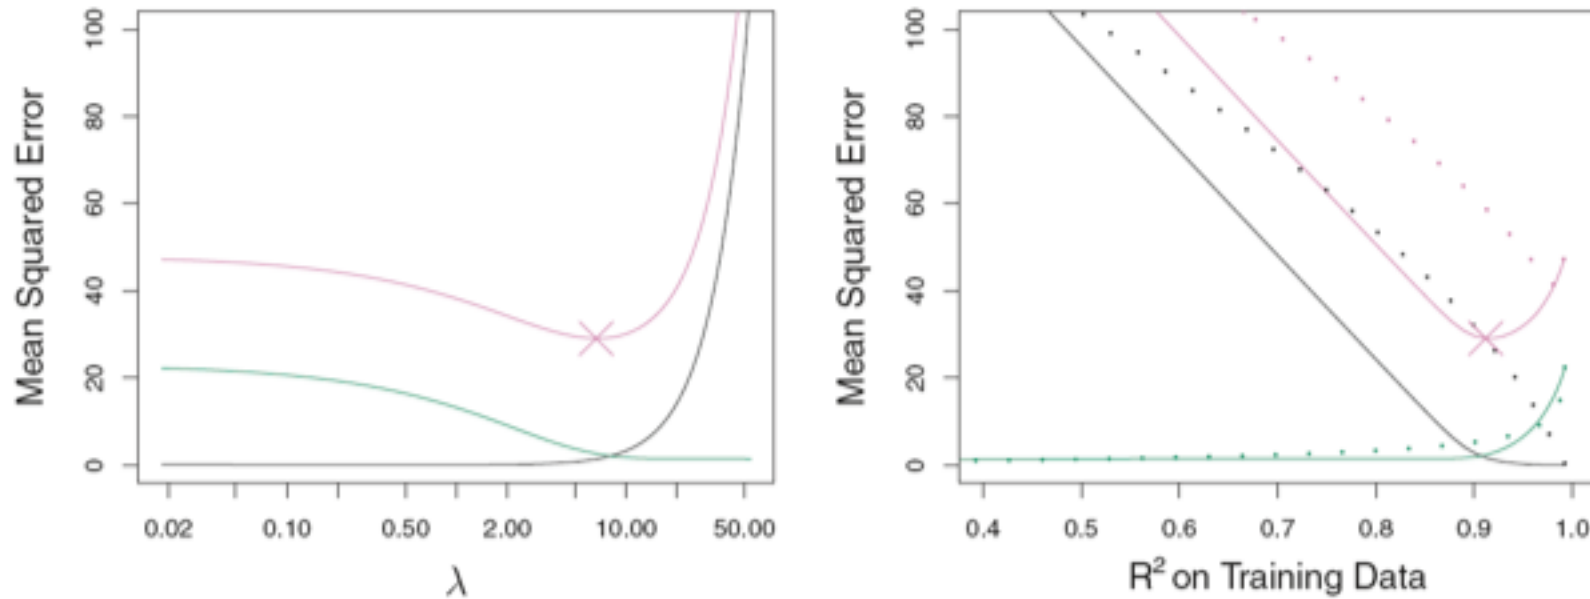 Mean Squared Error
0 20 40 60 80 100
0.02 0.10 0.50 2.00 10.00 50.00
λ
Mean Squared Error
0 20 40 60 80 100
0.4 0.5 0.6 0.7 0.8 0.9 1.0
R² on Training Data